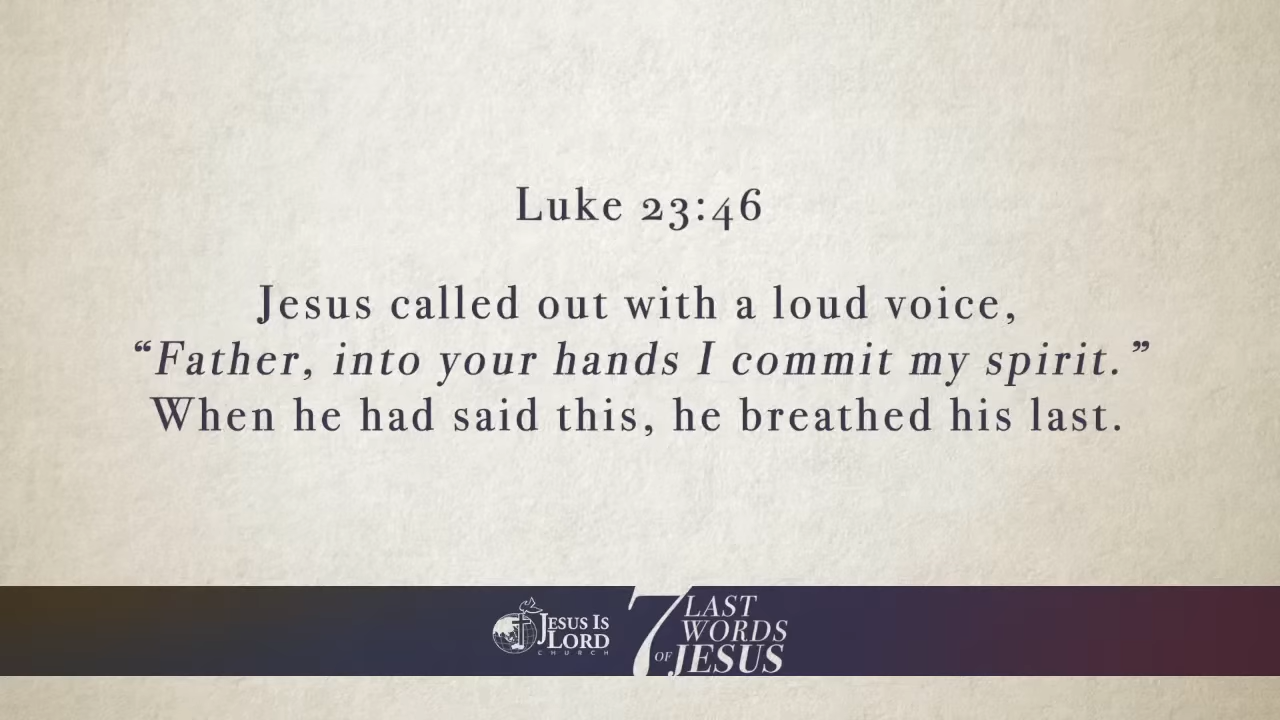 Luke 23:46
Jesus called out with a loud voice,
“Father, into your hands I commit my spirit.”
When he had said this, he breathed his last.
JESUS IS
LORD
CHURCH
7 LAST
WORDS
OF JESUS